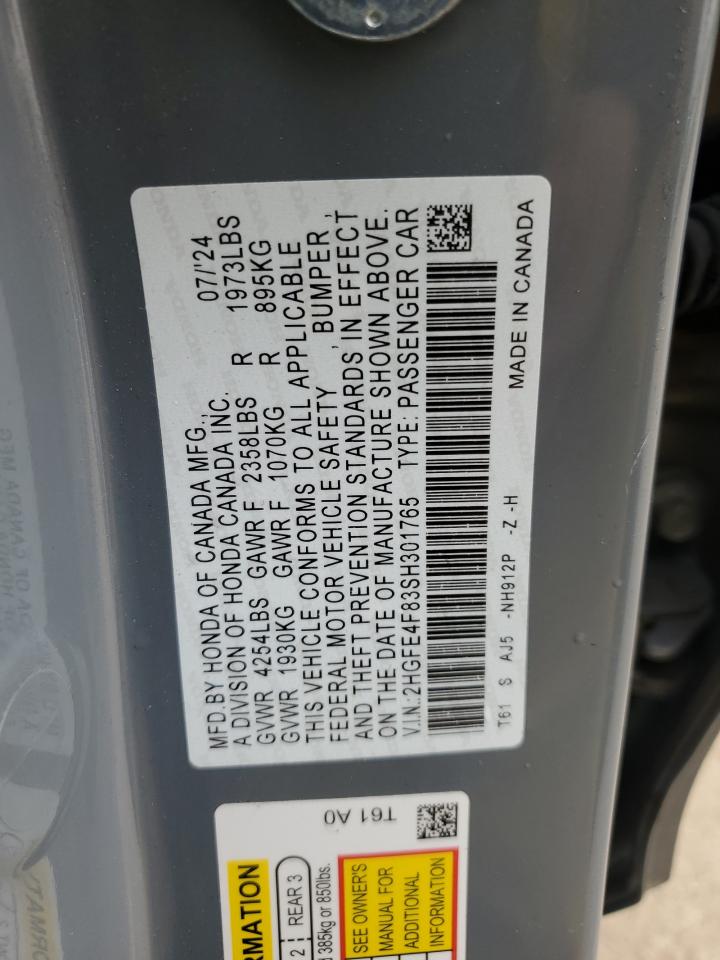 MFD.BY HONDA OF CANADA MFG., 07/'24
A DIVISION OF HONDA CANADA INC.
GVWR 4254LBS GAWR F 2358LBS R 1973LBS
GVWR 1930KG GAWR F 1070KG R 895KG
THIS VEHICLE CONFORMS TO ALL APPLICABLE
FEDERAL MOTOR VEHICLE SAFETY , BUMPER ,
AND THEFT PREVENTION STANDARDS IN EFFECT
ON THE DATE OF MANUFACTURE SHOWN ABOVE.
V.I.N.:2HGFE4F83SH301765 TYPE: PASSENGER CAR
T61 S AJ5 -NH912P -Z -H
MADE IN CANADA
T61 A0
RMATION
2 REAR 3
385kg or 850lbs.
SEE OWNER'S
MANUAL FOR
ADDITIONAL
INFORMATION